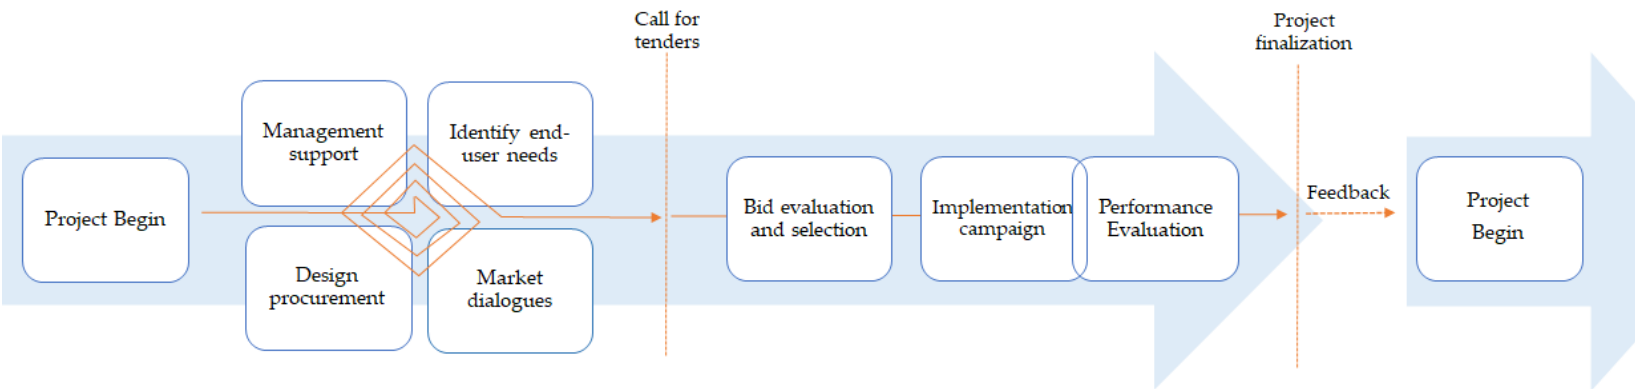 Call for
tenders
Project
finalization
Project Begin
Management
support
Identify end-
user needs
Design
procurement
Market
dialogues
Bid evaluation
and selection
Implementation
campaign
Performance
Evaluation
Feedback
Project
Begin